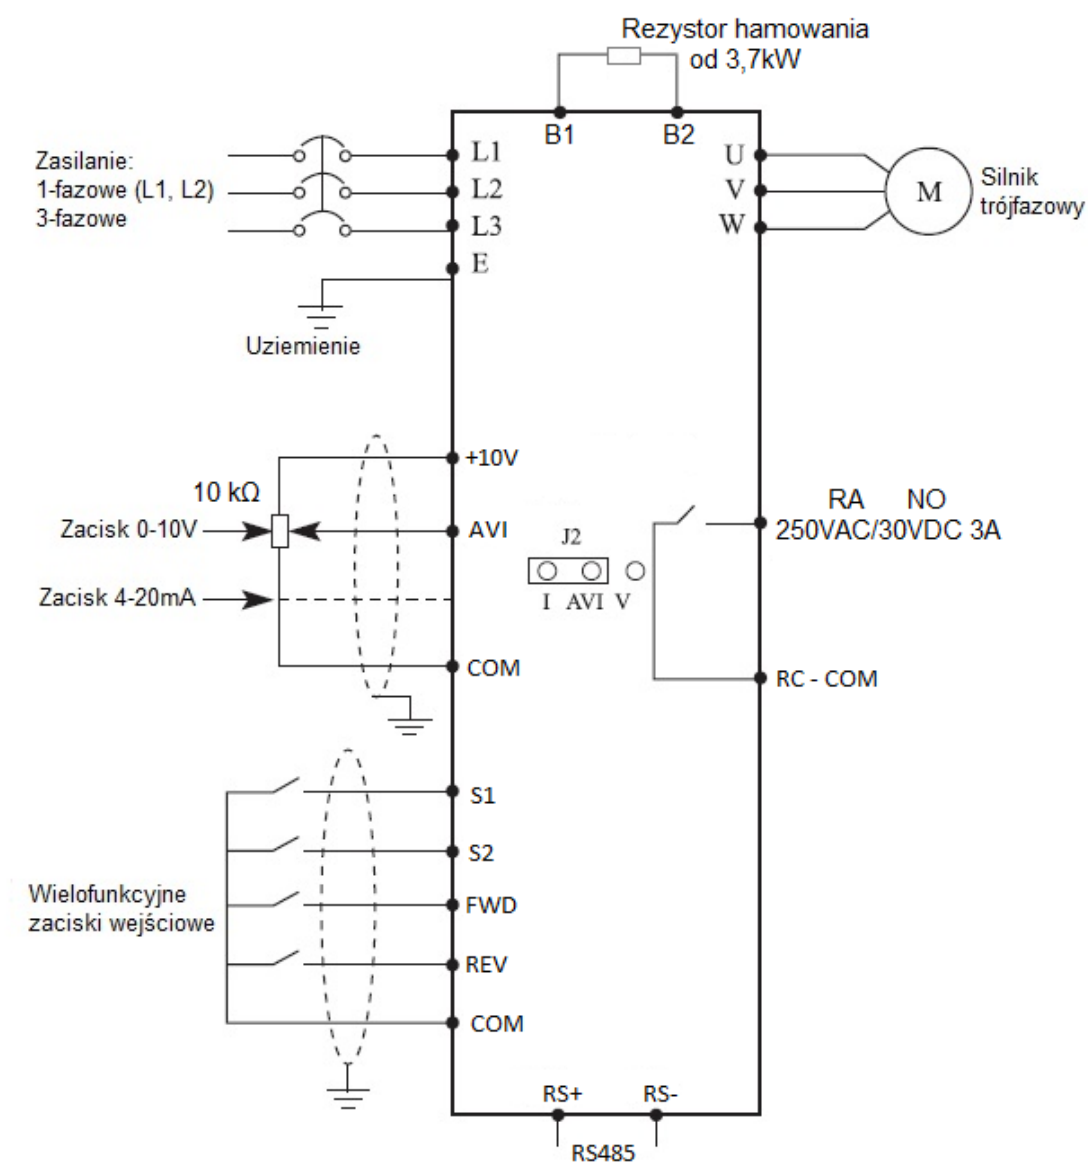 Rezystor hamowania
od 3,7kW
B1 B2
Zasilanie:
1-fazowe (L1, L2)
3-fazowe
L1
L2
L3
E
U
V
W
M
Silnik
trójfazowy
Uziemienie
+10V
10 kΩ
Zacisk 0-10V
AVI
Zacisk 4-20mA
COM
J2
I AVI V
RA NO
250VAC/30VDC 3A
RC - COM
S1
S2
Wielofunkcyjne
zaciski wejściowe
FWD
REV
COM
RS+ RS-
RS485